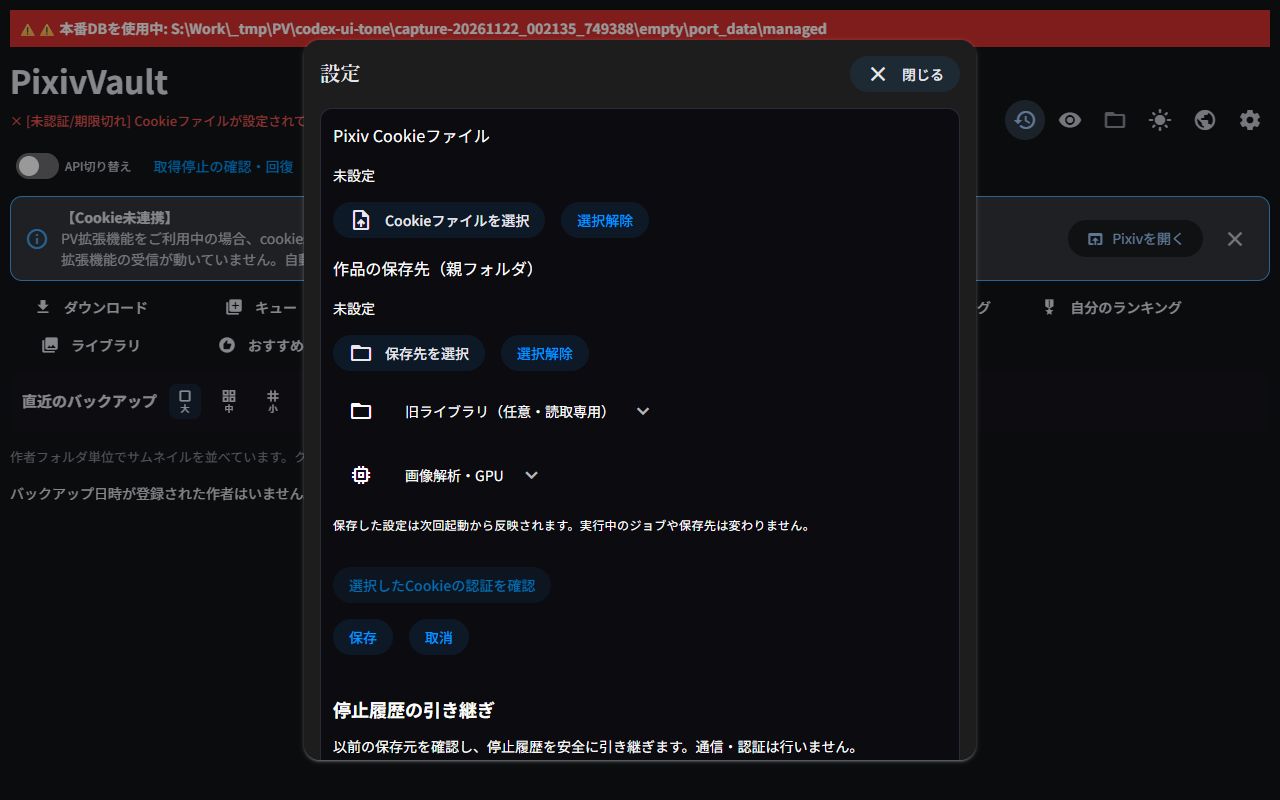 本番DBを使用中: S:\Work\_tmp\PV\codex-ui-tone\capture-20261122_002135_749388\empty\port_data\managed
PixivVault
設定
閉じる
× [未認証/期限切れ] Cookieファイルが設定されて
API切り替え
取得停止の確認・回復
【Cookie未連携】
PV拡張機能をご利用中の場合、cookie
拡張機能の受信が動いていません。自動
Pixivを開く
ダウンロード
キュー
グ
自分のランキング
ライブラリ
おすすめ
直近のバックアップ
大
中
小
作者フォルダ単位でサムネイルを並べています。ク
バックアップ日時が登録された作者はいません
Pixiv Cookieファイル
未設定
Cookieファイルを選択
選択解除
作品の保存先（親フォルダ）
未設定
保存先を選択
選択解除
旧ライブラリ（任意・読取専用）
画像解析・GPU
保存した設定は次回起動から反映されます。実行中のジョブや保存先は変わりません。
選択したCookieの認証を確認
保存
取消
停止履歴の引き継ぎ
以前の保存元を確認し、停止履歴を安全に引き継ぎます。通信・認証は行いません。